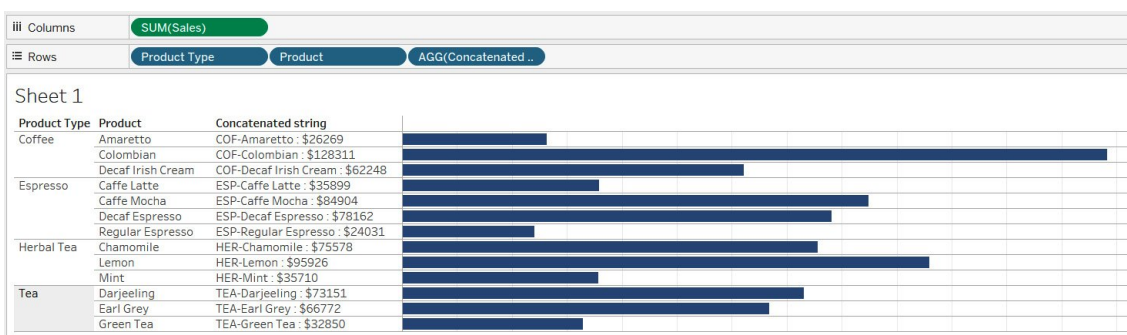 iii Columns SUM(Sales)
Rows Product Type Product AGG(Concatenated ..
Sheet 1
Product Type Product Concatenated string
Coffee Amaretto COF-Amaretto : $26269
Colombian COF-Colombian : $128311
Decaf Irish Cream COF-Decaf Irish Cream : $62248
Espresso Caffe Latte ESP-Caffe Latte : $35899
Caffe Mocha ESP-Caffe Mocha : $84904
Decaf Espresso ESP-Decaf Espresso : $78162
Regular Espresso ESP-Regular Espresso : $24031
Herbal Tea Chamomile HER-Chamomile : $75578
Lemon HER-Lemon : $95926
Mint HER-Mint : $35710
Tea Darjeeling TEA-Darjeeling : $73151
Earl Grey TEA-Earl Grey : $66772
Green Tea TEA-Green Tea : $32850